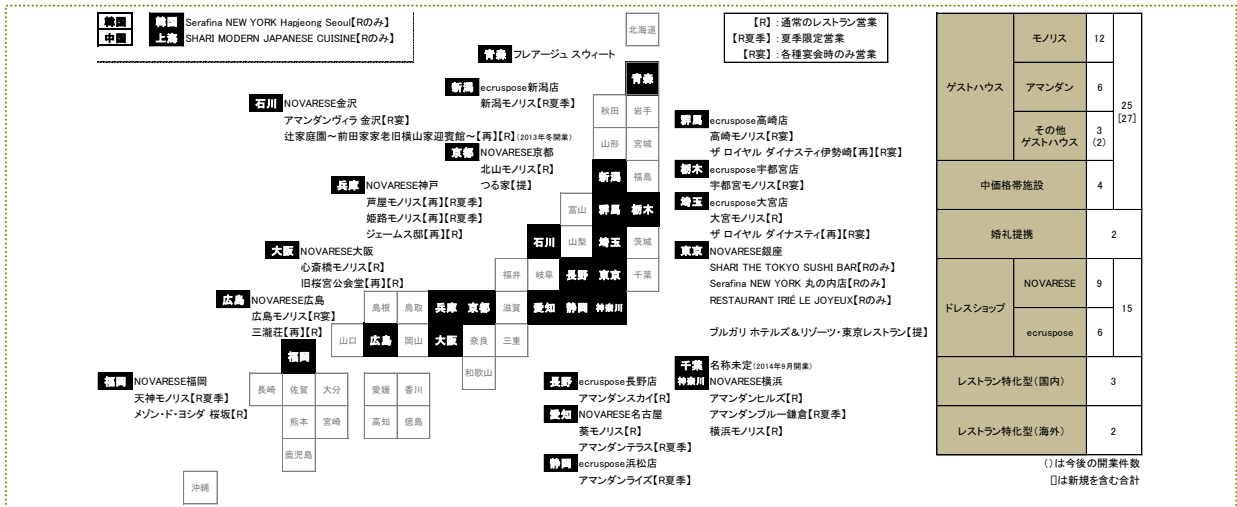 韓国 韓国 Serafina NEW YORK Hapjeong Seoul【Rのみ】
中国 上海 SHARI MODERN JAPANESE CUISINE【Rのみ】
【R】:通常のレストラン営業
【R夏季】:夏季限定営業
【R宴】:各種宴会時のみ営業
北海道
青森 フレアージュ スウィート
青森
新潟 ecruspose新潟店
新潟モノリス【R夏季】
石川 NOVARESE金沢
アマンダンヴィラ 金沢【R宴】
辻家庭園~前田家家老旧横山家迎賓館~【再】【R】(2013年冬開業)
京都 NOVARESE京都
北山モノリス【R】
つる家【提】
兵庫 NOVARESE神戸
芦屋モノリス【再】【R夏季】
姫路モノリス【再】【R夏季】
ジェームス邸【再】【R】
大阪 NOVARESE大阪
心斎橋モノリス【R】
旧桜宮公会堂【再】【R】
広島 NOVARESE広島
広島モノリス【R宴】
三瀧荘【再】【R】
福岡 NOVARESE福岡
天神モノリス【R夏季】
メゾン・ド・ヨシダ 桜坂【R】
秋田 岩手
山形 宮城
新潟 福島
富山 群馬 栃木
石川 山梨 埼玉 茨城
福井 岐阜 長野 東京 千葉
島根 鳥取 兵庫 京都 滋賀 愛知 静岡 神奈川
山口 広島 岡山 大阪 奈良 三重
福岡
和歌山
長崎 佐賀 大分 愛媛 香川
熊本 宮崎 高知 徳島
鹿児島
沖縄
群馬 ecruspose高崎店
高崎モノリス【R宴】
ザ ロイヤル ダイナスティ伊勢崎【再】【R宴】
栃木 ecruspose宇都宮店
宇都宮モノリス【R宴】
埼玉 ecruspose大宮店
大宮モノリス【R】
ザ ロイヤル ダイナスティ【再】【R宴】
東京 NOVARESE銀座
SHARI THE TOKYO SUSHI BAR【Rのみ】
Serafina NEW YORK 丸の内店【Rのみ】
RESTAURANT IRIÉ LE JOYEUX【Rのみ】
ブルガリ ホテルズ&リゾーツ・東京レストラン【提】
千葉 名称未定(2014年9月開業)
神奈川 NOVARESE横浜
アマンダンヒルズ【R】
アマンダンブルー鎌倉【R夏季】
横浜モノリス【R】
長野 ecruspose長野店
アマンダンスカイ【R】
愛知 NOVARESE名古屋
葵モノリス【R】
アマンダンテラス【R夏季】
静岡 ecruspose浜松店
アマンダンライズ【R夏季】
ゲストハウス モノリス 12 25 [27]
アマンダン 6
その他 ゲストハウス 3 (2)
中価格帯施設 4
婚礼提携 2
ドレスショップ NOVARESE 9 15
ecruspose 6
レストラン特化型(国内) 3
レストラン特化型(海外) 2
()は今後の開業件数
[]は新規を含む合計